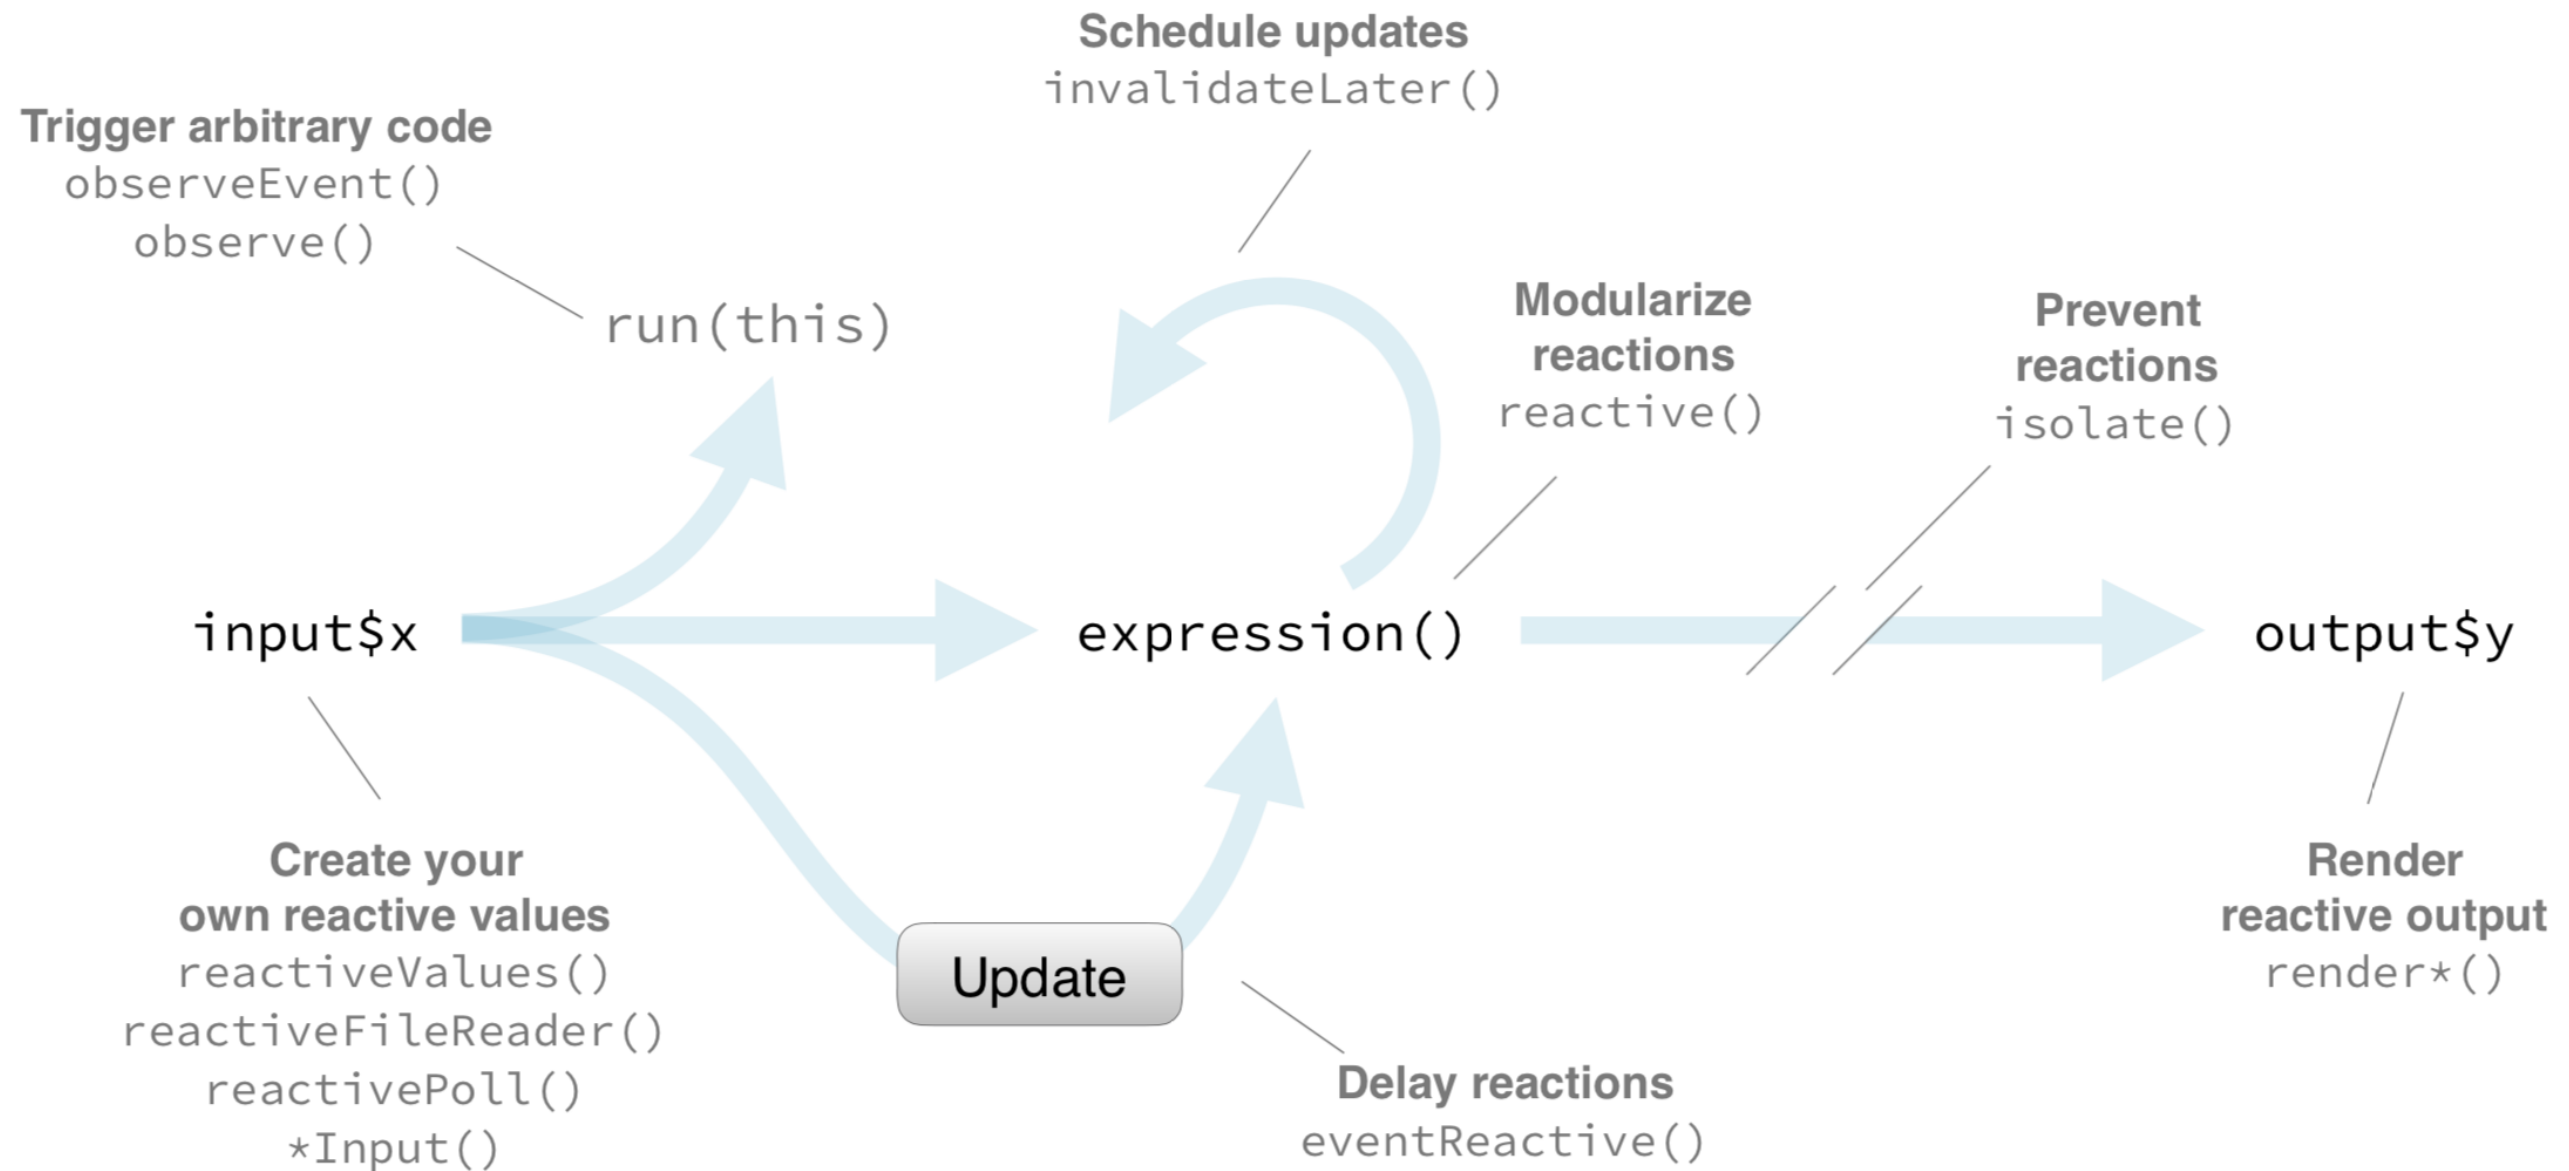 Schedule updates
invalidateLater()
Trigger arbitrary code
observeEvent()
observe()
run(this)
Modularize
reactions
reactive()
Prevent
reactions
isolate()
input$x
expression()
output$y
Create your
own reactive values
reactiveValues()
reactiveFileReader()
reactivePoll()
*Input()
Update
Delay reactions
eventReactive()
Render
reactive output
render*()